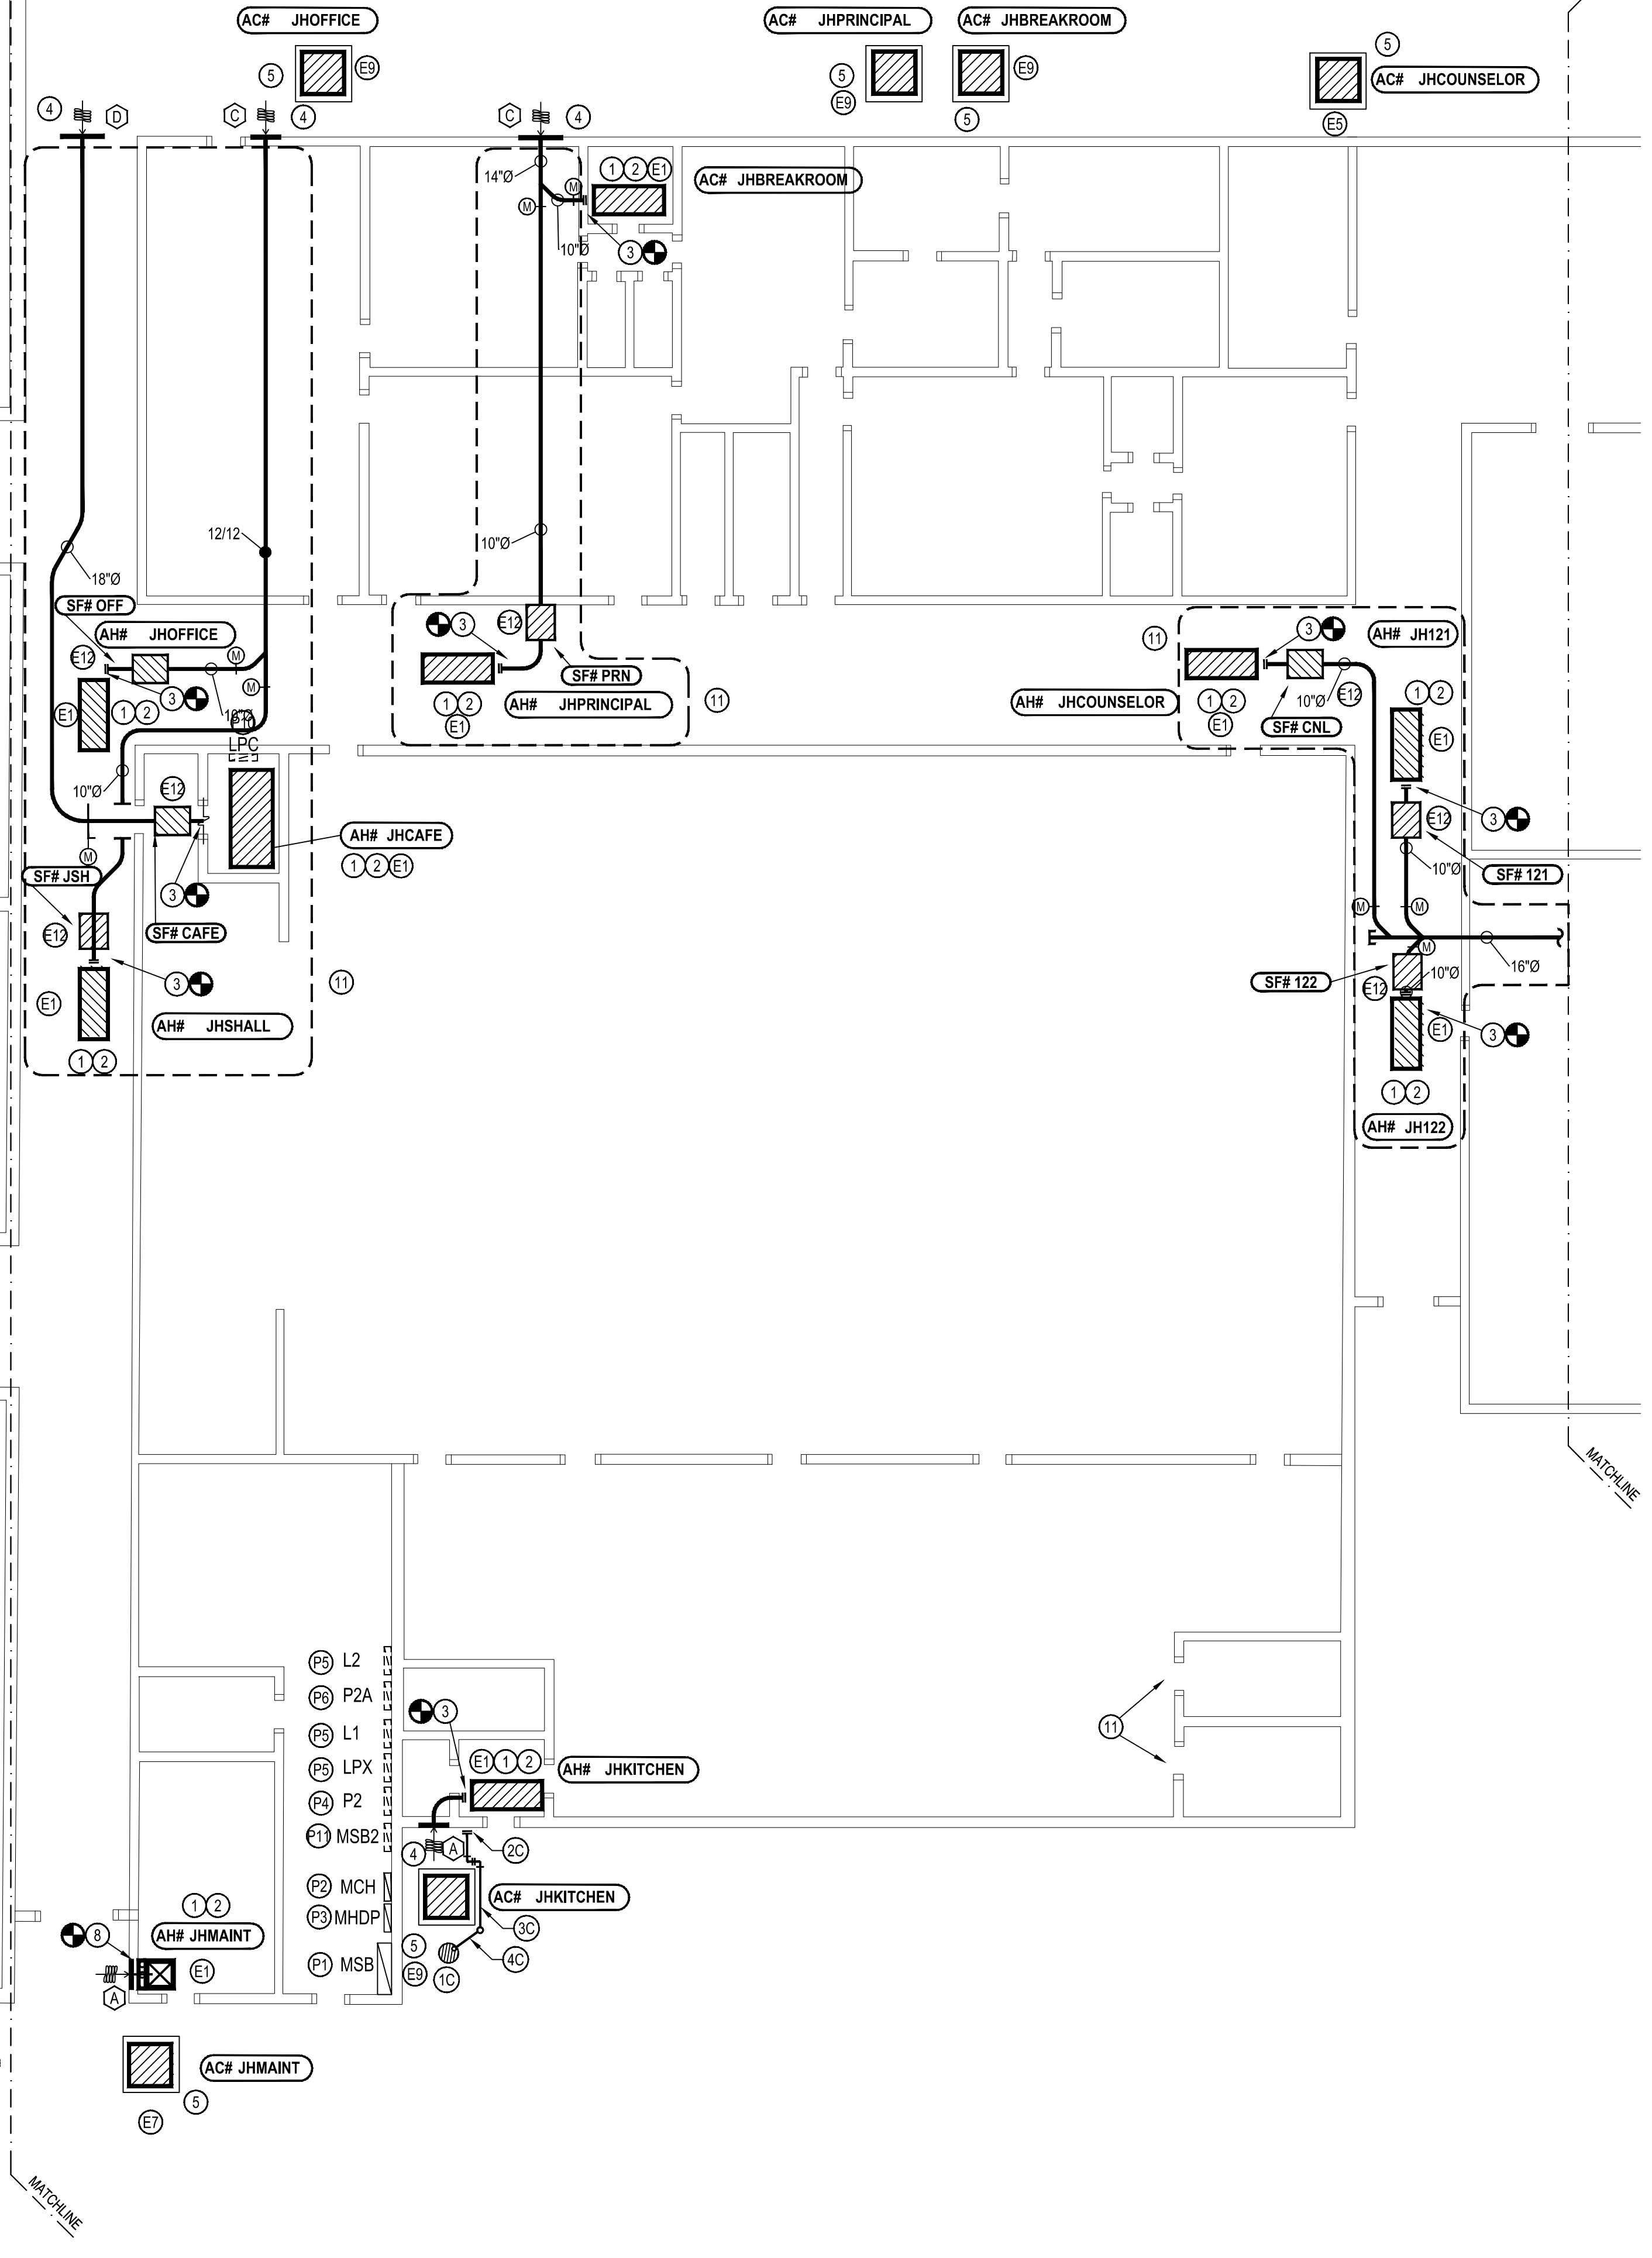 AC# JHOFFICE
AC# JHPRINCIPAL
AC# JHBREAKROOM
5
E9
5
E9
E9
5
5
AC# JHCOUNSELOR
E5
4
D
C
4
C
4
14"Ø
M
M
10"Ø
1 2 E1
AC# JHBREAKROOM
3
12/12
18"Ø
10"Ø
SF# OFF
AH# JHOFFICE
E12
M
M
3
E1
1 2
10"Ø
LPC
10"Ø
E12
M
AH# JHCAFE
1 2 E1
SF# JSH
3
E12
SF# CAFE
3
E1
11
AH# JHSHALL
1 2
3
E12
SF# PRN
1 2
E1
AH# JHPRINCIPAL
11
11
3
AH# JH121
1 2
E1
AH# JHCOUNSELOR
10"Ø
E12
SF# CNL
1 2
E1
E12
3
10"Ø
SF# 121
M
M
M
16"Ø
10"Ø
SF# 122
E12
E1
3
1 2
AH# JH122
MATCHLINE
P5 L2
P6 P2A
P5 L1
P5 LPX
P4 P2
P11 MSB2
P2 MCH
P3 MHDP
P1 MSB
3
E1 1 2
AH# JHKITCHEN
4
A
2C
AC# JHKITCHEN
3C
4C
5
E9
1C
11
1 2
AH# JHMAINT
8
E1
A
AC# JHMAINT
5
E7
MATCHLINE